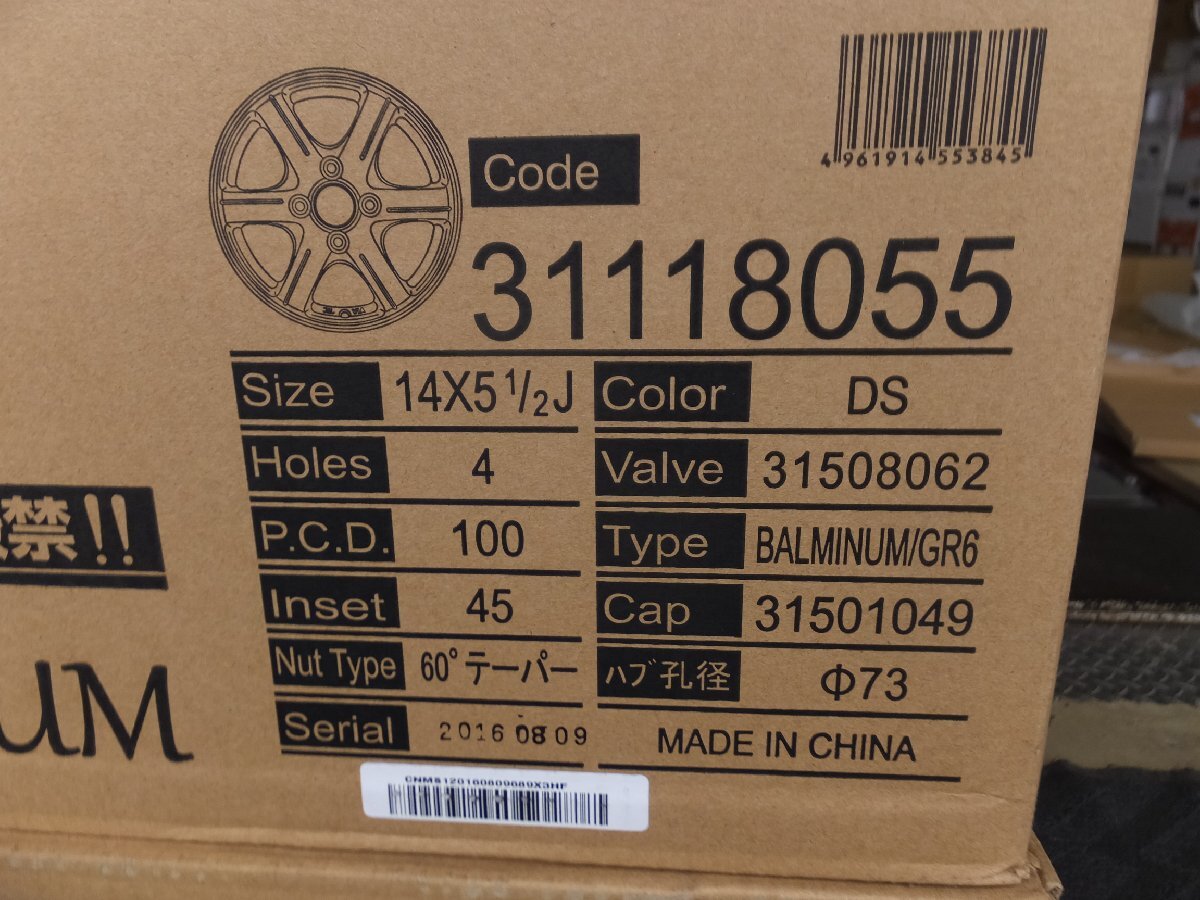 4961914553845
Code
31118055
Size 14X5 1/2J Color DS
Holes 4 Valve 31508062
P.C.D. 100 Type BALMINUM/GR6
Inset 45 Cap 31501049
Nut Type 60°テーパー ハブ孔径 Φ73
Serial 2016 08 09 MADE IN CHINA
禁!!
UM